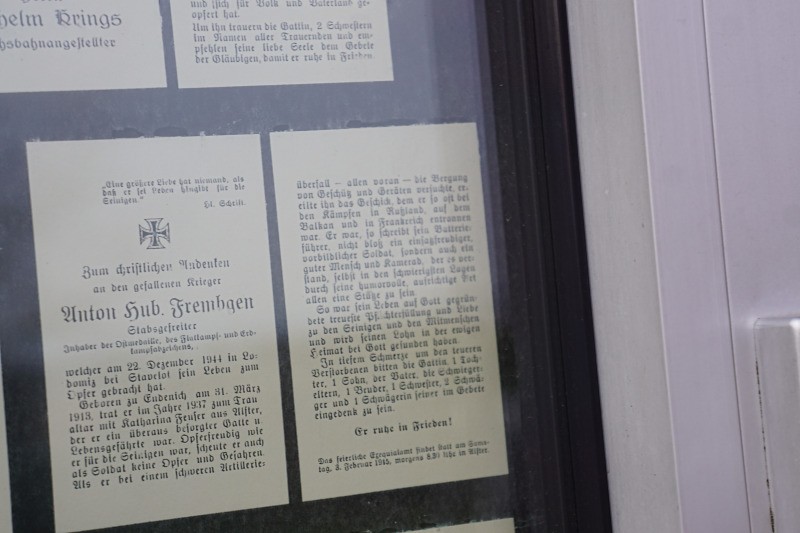 helm Krings
chsbahnangestellter
und sich für Volk und Vaterland ge-
opfert hat.
Um ihn trauern die Gattin, 2 Schwestern
im Namen aller Trauernden und em-
pfehlen seine liebe Seele dem Gebete
der Gläubigen, damit er ruhe in Frieden.
„Eine größere Liebe hat niemand, als
daß er sei Leben hingibt für die
Seinigen.“
Hl. Schrift.
Zum christlichen Andenken
an den gefallenen Krieger
Anton Hub. Frembgen
Stabsgefreiter
Inhaber der Ostmedaille, des Flakkampf- und Erd-
kampfabzeichens,
welcher am 22. Dezember 1944 in Lo-
domiz bei Stavelot sein Leben zum
Opfer gebracht hat.
Geboren zu Endenich am 31. März
1913, trat er im Jahre 1937 zum Trau
altar mit Katharina Feuser aus Alfter,
der er ein überaus besorgter Gatte u.
Lebensgefährte war. Opferfreudig wie
er für die Seinigen war, scheute er auch
als Soldat keine Opfer und Gefahren.
Als er bei einem schweren Artillerie-
überfall — allen voran — die Bergung
von Geschütz und Geräten versuchte, er-
eilte ihn das Geschick, dem er so oft bei
den Kämpfen in Rußland, auf dem
Balkan und in Frankreich entronnen
war. Er war, so schreibt sein Batterie-
führer, nicht bloß ein einsatzfreudiger,
vorbildlicher Soldat, sondern auch ein
guter Mensch und Kamerad, der es ver-
stand, selbst in den schwierigsten Lagen
durch seine humorvolle, aufrichtige Art
allen eine Stütze zu sein
So war sein Leben auf Gott gegrün-
dete treueste Pflichterfüllung und Liebe
zu den Seinigen und den Mitmenschen
und wird seinen Lohn in der ewigen
Heimat bei Gott gefunden haben.
In tiefem Schmerze um den teueren
Verstorbenen bitten die Gattin, 1 Toch-
ter, 1 Sohn, der Vater, die Schwieger-
eltern, 1 Bruder, 1 Schwester, 2 Schwä-
ger und 1 Schwägerin seiner im Gebete
eingedenk zu sein.
Er ruhe in Frieden!
Das feierliche Exequialamt findet statt am Sams-
tag, 3. Februar 1945, morgens 8.30 Uhr in Alfter.